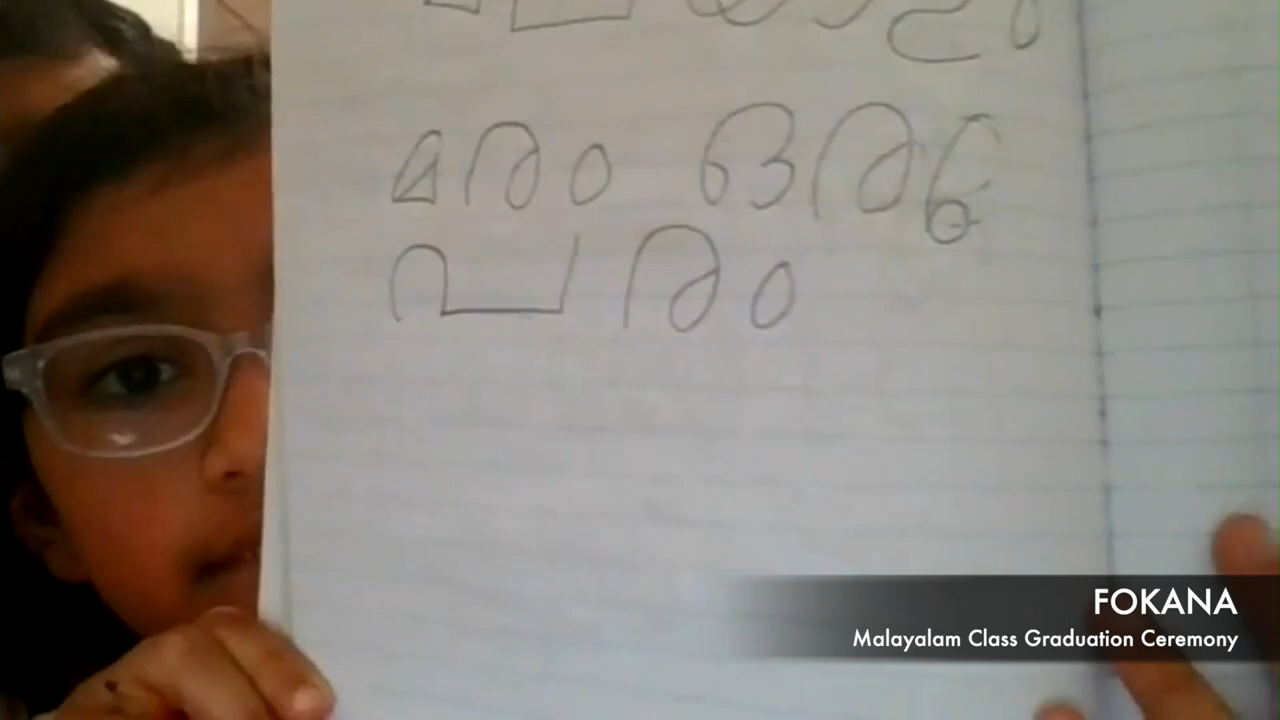 മരം ഒരു
പരം
FOKANA
Malayalam Class Graduation Ceremony